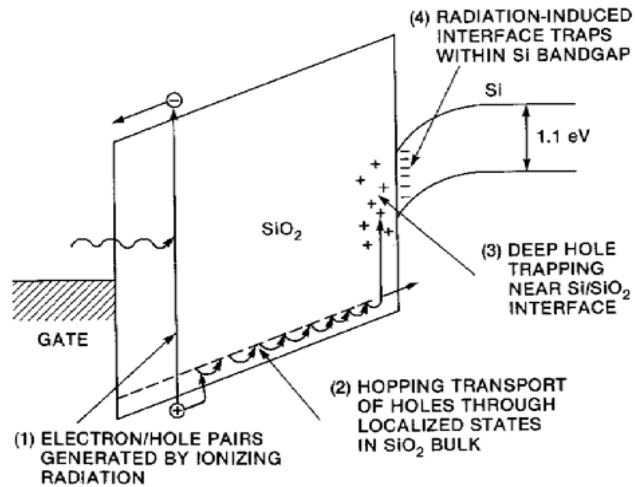 (4) RADIATION-INDUCED
INTERFACE TRAPS
WITHIN Si BANDGAP
Si
1.1 eV
SiO₂
(3) DEEP HOLE
TRAPPING
NEAR Si/SiO₂
INTERFACE
GATE
(2) HOPPING TRANSPORT
OF HOLES THROUGH
LOCALIZED STATES
IN SiO₂ BULK
(1) ELECTRON/HOLE PAIRS
GENERATED BY IONIZING
RADIATION